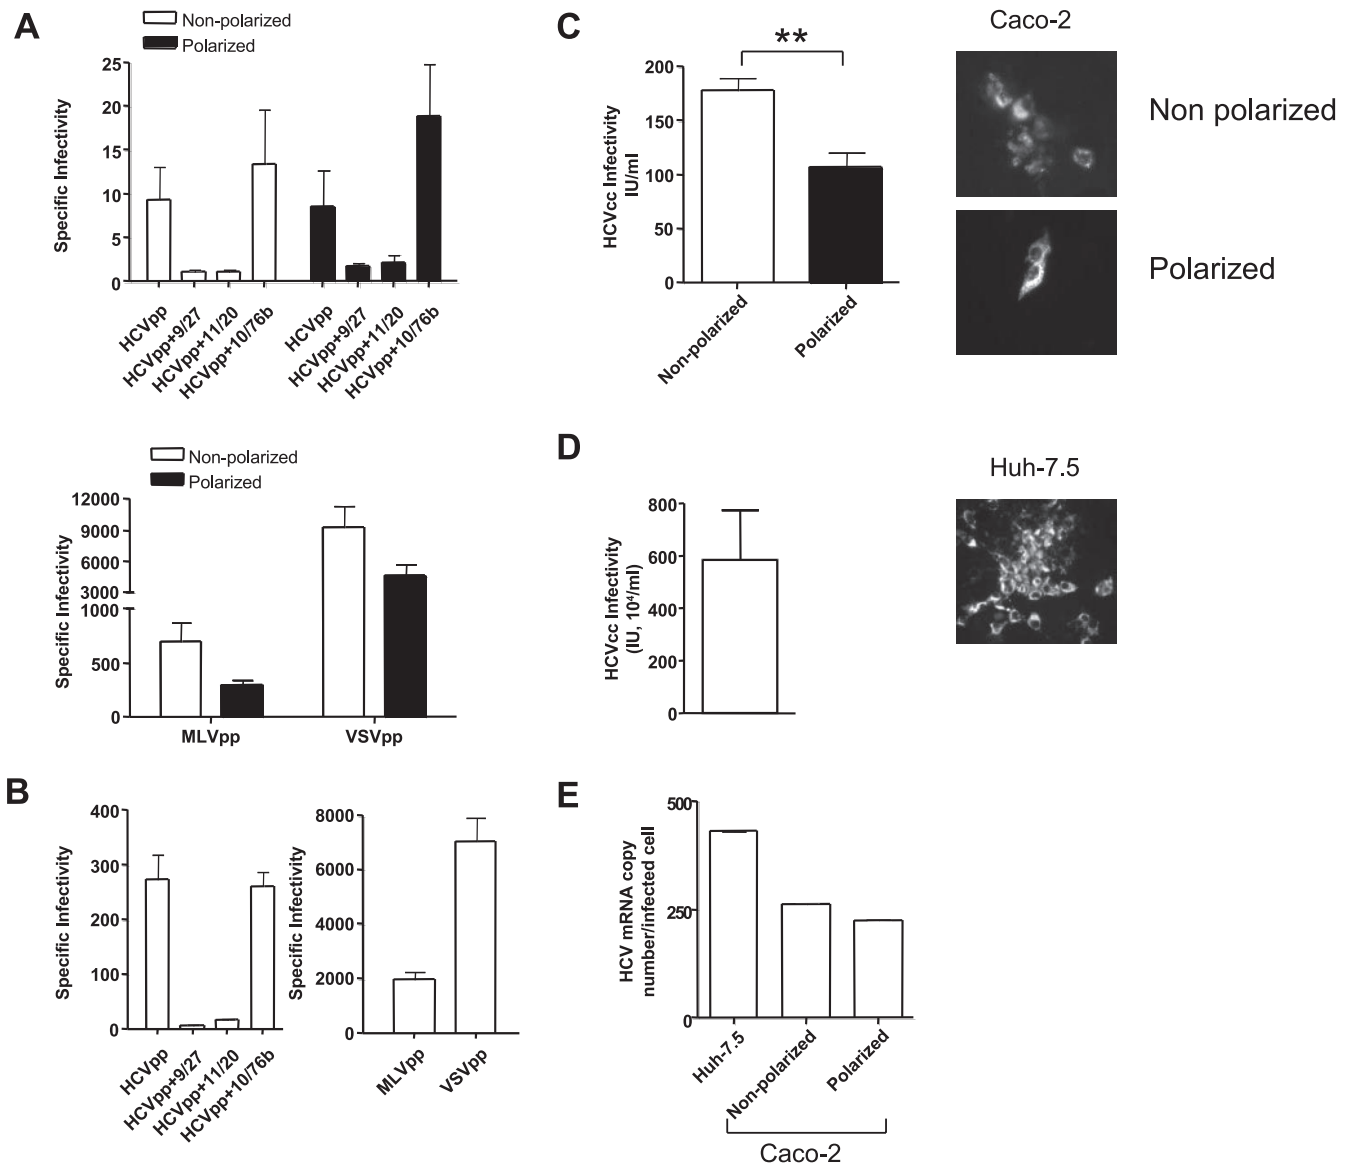 A
Non-polarized
Polarized
Specific Infectivity
25
20
15
10
5
0
HCVpp
HCVpp+9/27
HCVpp+11/20
HCVpp+10/76b
HCVpp
HCVpp+9/27
HCVpp+11/20
HCVpp+10/76b
Non-polarized
Polarized
Specific Infectivity
12000
9000
6000
3000
1000
500
0
MLVpp
VSVpp
B
Specific Infectivity
400
300
200
100
0
HCVpp
HCVpp+9/27
HCVpp+11/20
HCVpp+10/76b
Specific Infectivity
8000
6000
4000
2000
0
MLVpp
VSVpp
C
**
HCVcc Infectivity
IU/ml
200
150
100
50
0
Non-polarized
Polarized
Caco-2
Non polarized
Polarized
D
HCVcc Infectivity
(IU, 10⁴/ml)
800
600
400
200
0
Huh-7.5
E
HCV mRNA copy
number/infected cell
500
250
0
Huh-7.5
Non-polarized
Polarized
Caco-2